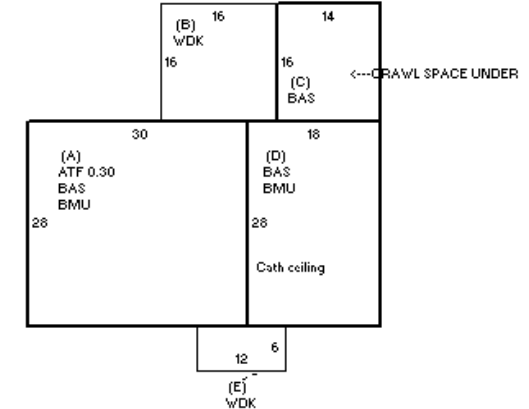 (B)
WDK
16
16
14
16
(C)
BAS
<---CRAWL SPACE UNDER
30
(A)
ATF 0.30
BAS
BMU
28
18
(D)
BAS
BMU
28
Cath ceiling
6
12
(E)
WDK